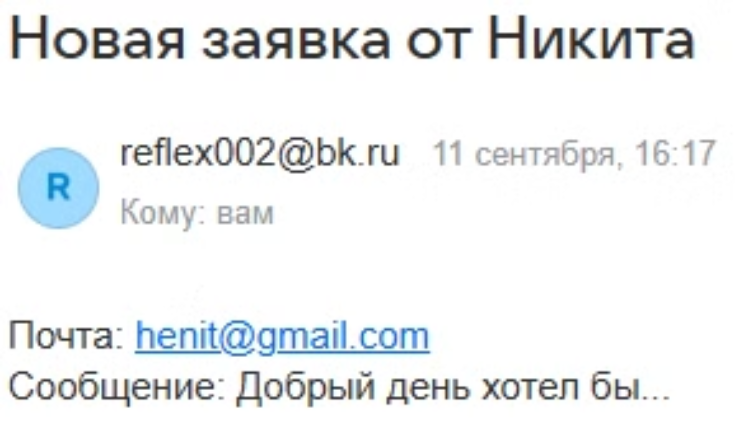 Новая заявка от Никита
reflex002@bk.ru 11 сентября, 16:17
R
Кому: вам
Почта: henit@gmail.com
Сообщение: Добрый день хотел бы...